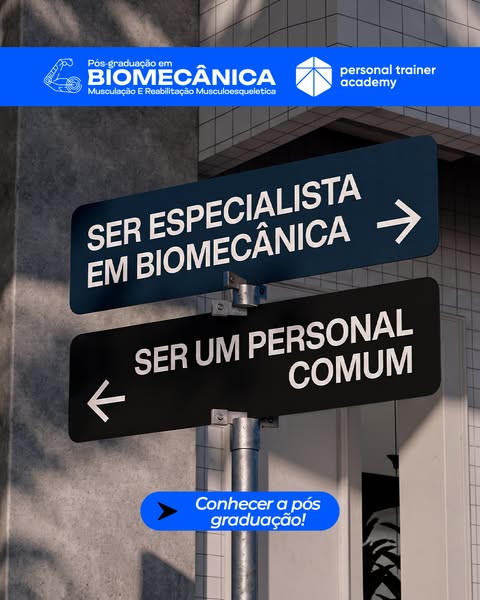 Pós-graduação em
BIOMECÂNICA
Musculação E Reabilitação Musculoesqueletica
personal trainer
academy
SER ESPECIALISTA
EM BIOMECÂNICA
SER UM PERSONAL
COMUM
Conhecer a pós
graduação!